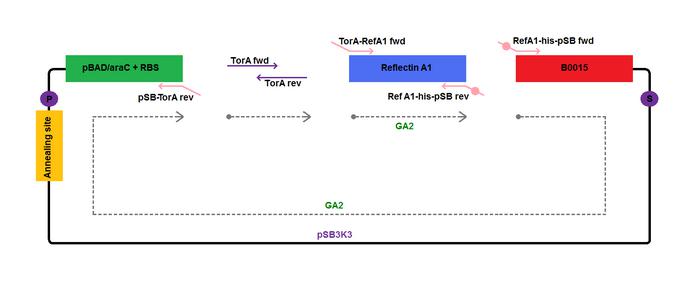 TorA-RefA1 fwd
RefA1-his-pSB fwd
pBAD/araC + RBS
TorA fwd
Reflectin A1
B0015
TorA rev
pSB-TorA rev
Ref A1-his-pSB rev
P
S
Annealing site
GA2
GA2
pSB3K3